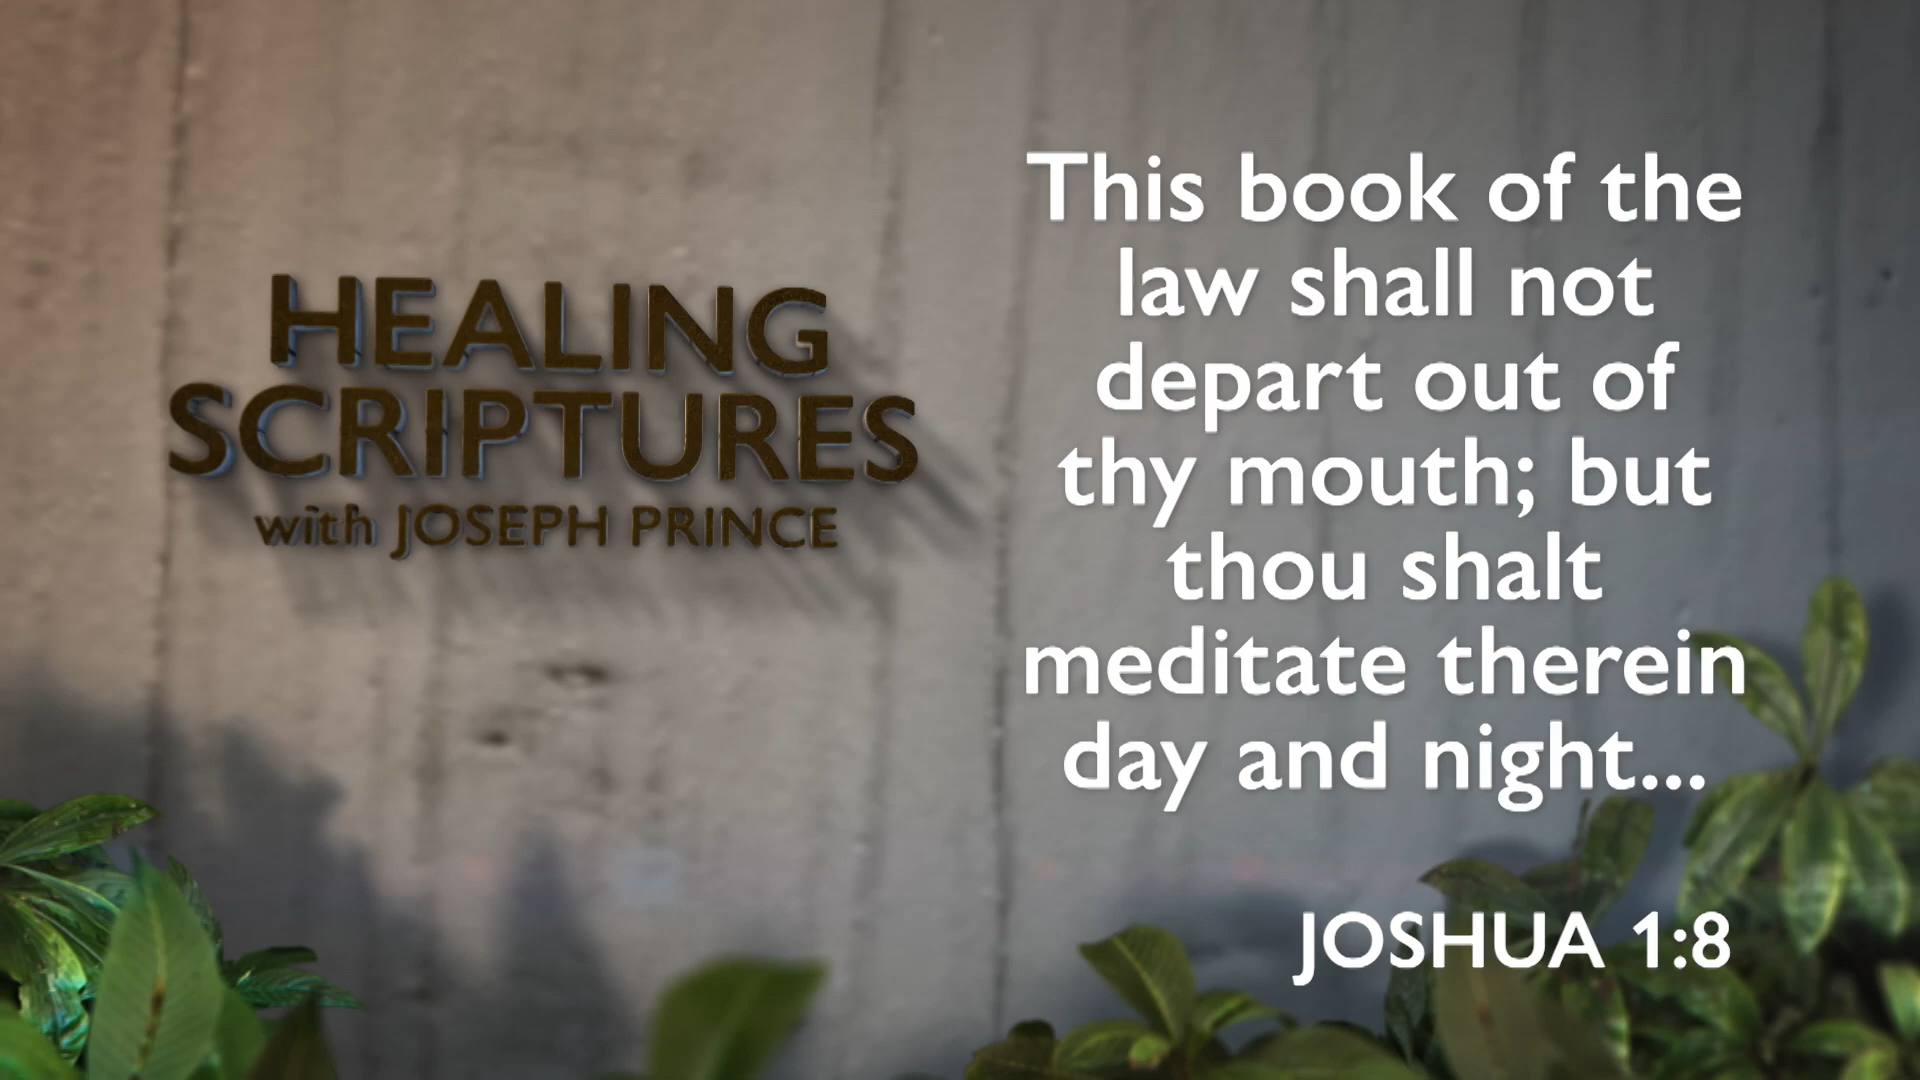 HEALING
SCRIPTURES
with JOSEPH PRINCE
This book of the
law shall not
depart out of
thy mouth; but
thou shalt
meditate therein
day and night...
JOSHUA 1:8